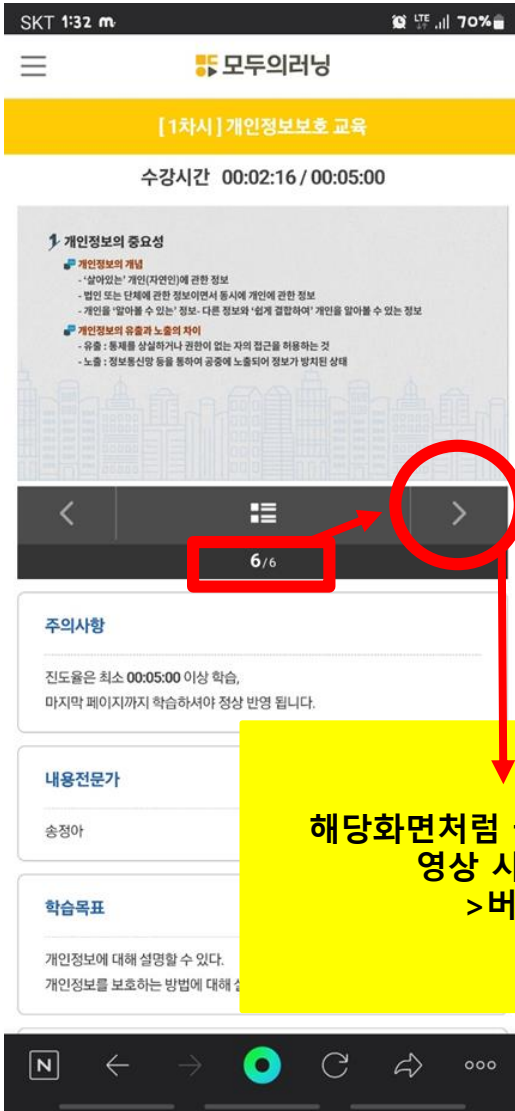 SKT 1:32 m
LTE 70%
모두의러닝
[ 1차시 ] 개인정보보호 교육
수강시간 00:02:16 / 00:05:00
1 개인정보의 중요성
개인정보의 개념
- ‘살아있는’ 개인(자연인)에 관한 정보
- 법인 또는 단체에 관한 정보이면서 동시에 개인에 관한 정보
- 개인을 ‘알아볼 수 있는’ 정보- 다른 정보와 ‘쉽게 결합하여’ 개인을 알아볼 수 있는 정보
개인정보의 유출과 노출의 차이
- 유출 : 통제를 상실하거나 권한이 없는 자의 접근을 허용하는 것
- 노출 : 정보통신망 등을 통하여 공중에 노출되어 정보가 방치된 상태
< >
6/6
주의사항
진도율은 최소 00:05:00 이상 학습,
마지막 페이지까지 학습하셔야 정상 반영 됩니다.
내용전문가
송정아
해당화면처럼
영상 시
>버
학습목표
개인정보에 대해 설명할 수 있다.
개인정보를 보호하는 방법에 대해
N